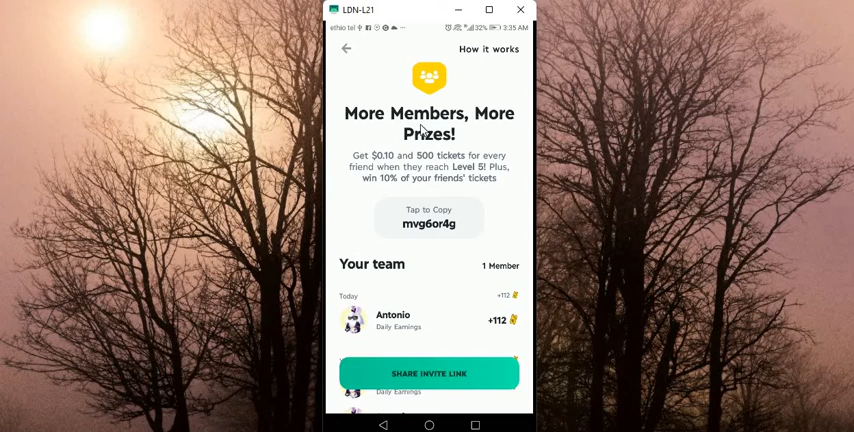 LDN-L21
ethio tel
32%
3:35 AM
How it works
More Members, More
Prizes!
Get $0.10 and 500 tickets for every
friend when they reach Level 5! Plus,
win 10% of your friends' tickets
Tap to Copy
mvg6or4g
Your team
1 Member
Today
+112
Antonio
+112
Daily Earnings
SHARE INVITE LINK
Daily Earnings